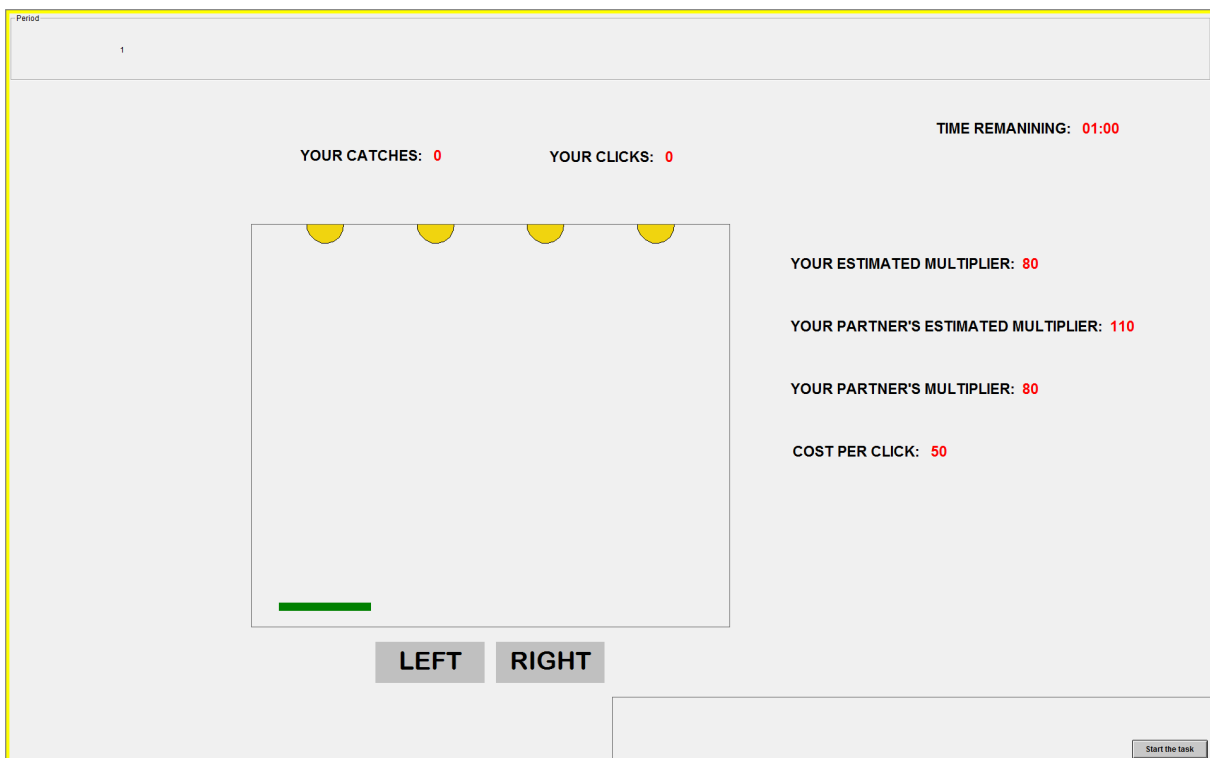 Period
1
TIME REMANINING: 01:00
YOUR CATCHES: 0
YOUR CLICKS: 0
YOUR ESTIMATED MULTIPLIER: 80
YOUR PARTNER'S ESTIMATED MULTIPLIER: 110
YOUR PARTNER'S MULTIPLIER: 80
COST PER CLICK: 50
LEFT
RIGHT
Start the task